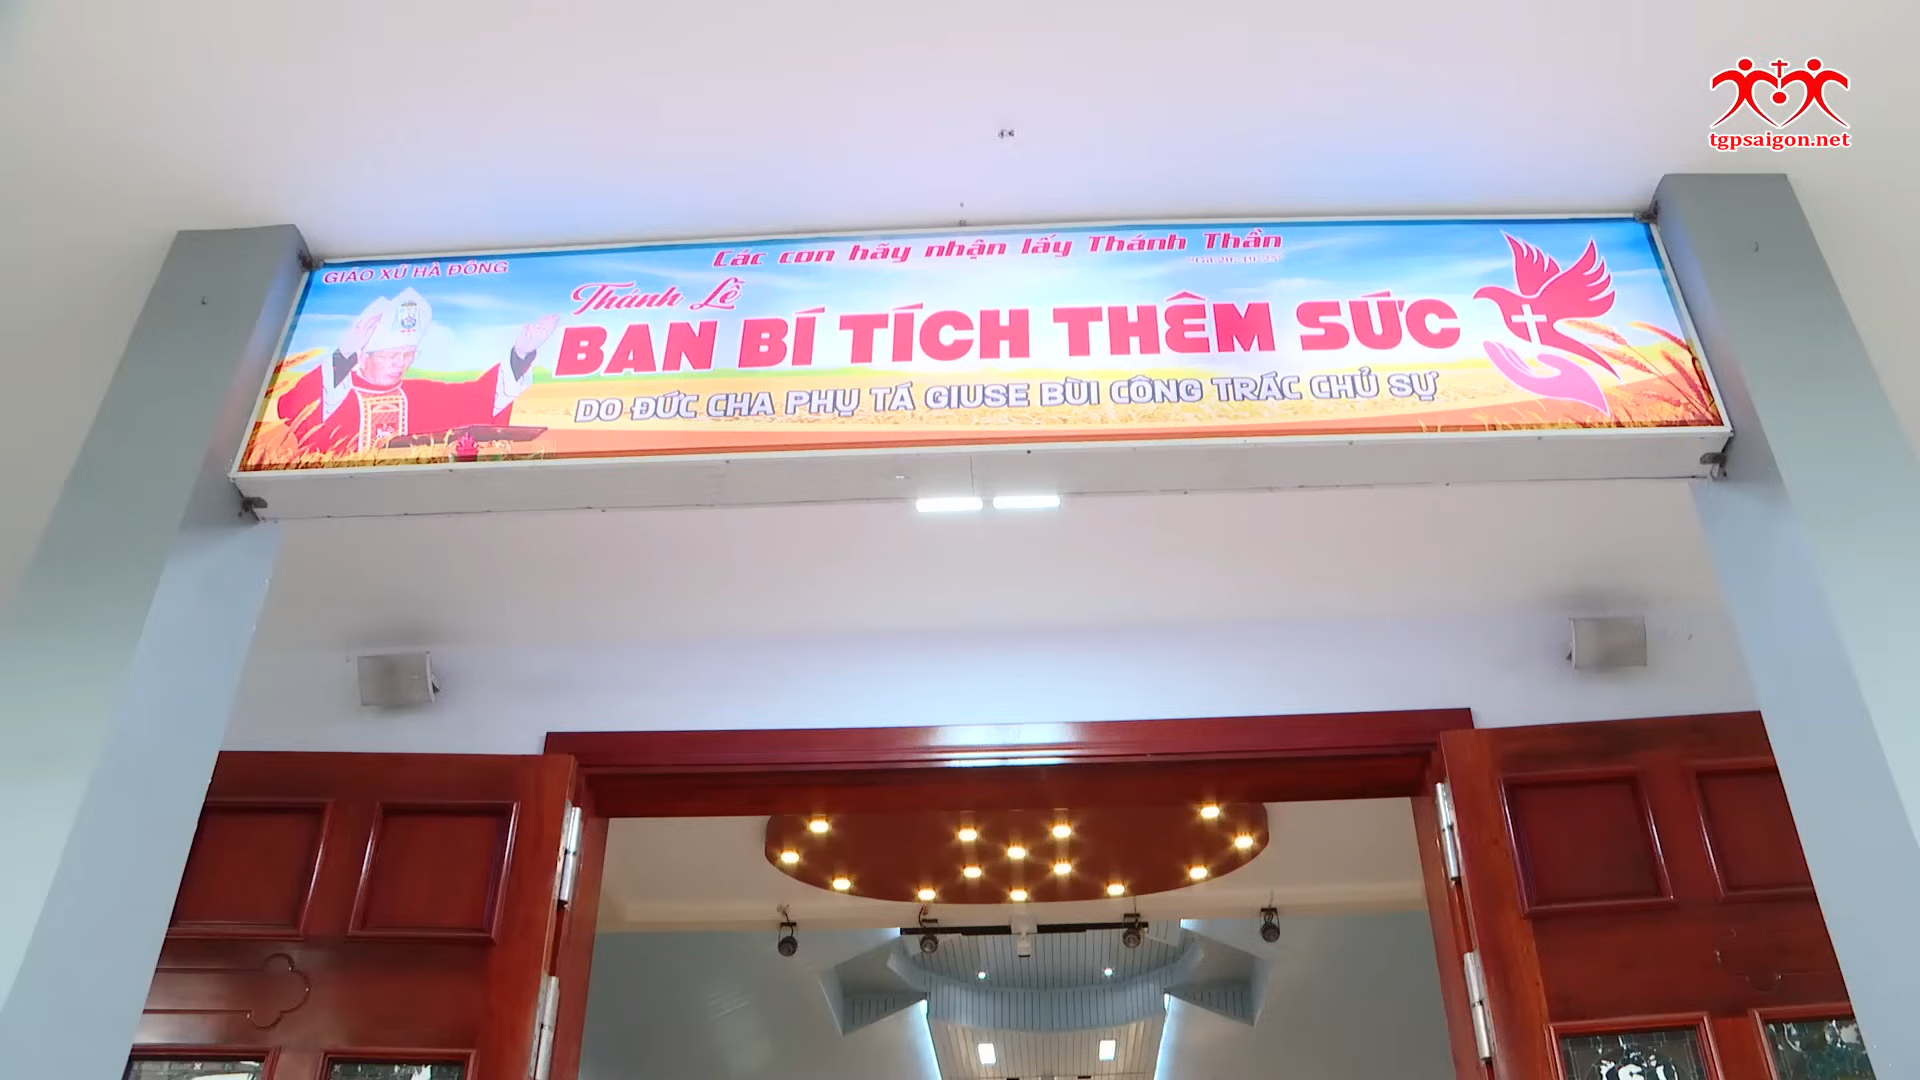 tgpsaigon.net
Các con hãy nhận lấy Thánh Thần
GIÁO XỨ HÀ ĐÔNG
Thánh Lễ
BAN BÍ TÍCH THÊM SỨC
DO ĐỨC CHA PHỤ TÁ GIUSE BÙI CÔNG TRÁC CHỦ SỰ